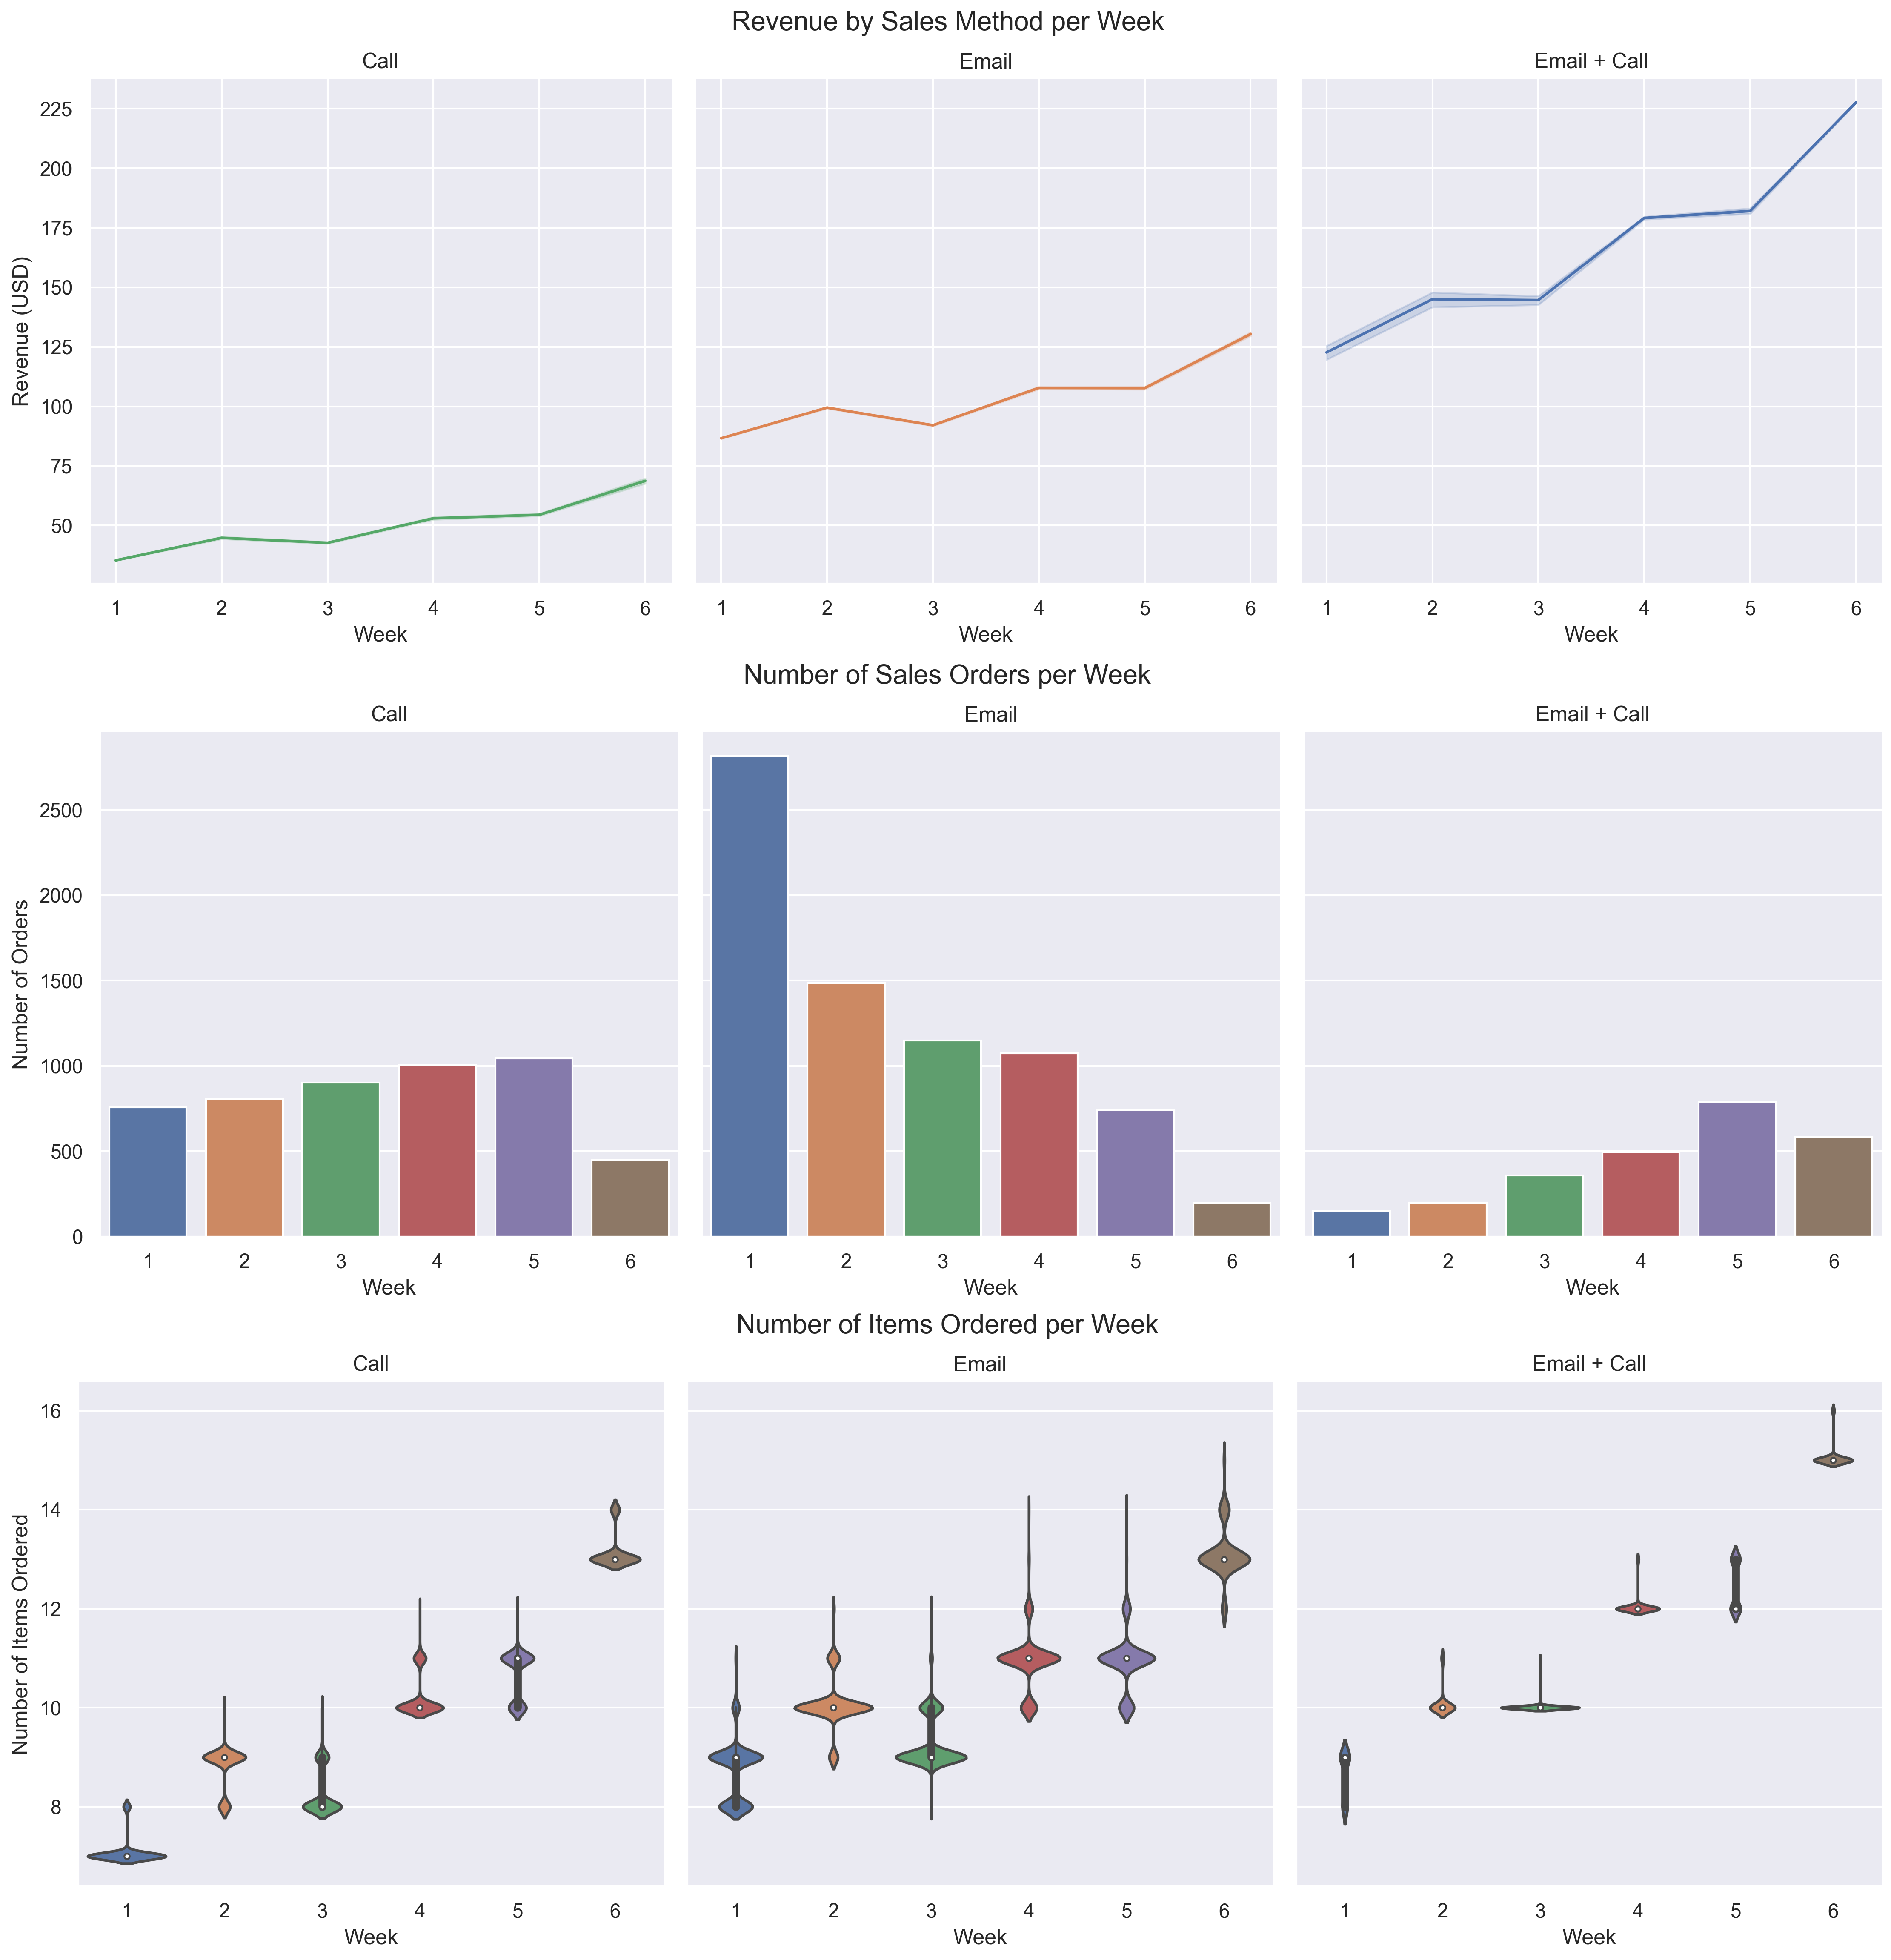 Revenue by Sales Method per Week
Call Email Email + Call
225
200
175
150
125
100
75
50
Revenue (USD)
1 2 3 4 5 6 1 2 3 4 5 6 1 2 3 4 5 6
Week Week Week
Number of Sales Orders per Week
Call Email Email + Call
2500
2000
1500
1000
500
0
Number of Orders
1 2 3 4 5 6 1 2 3 4 5 6 1 2 3 4 5 6
Week Week Week
Number of Items Ordered per Week
Call Email Email + Call
16
14
12
10
8
Number of Items Ordered
1 2 3 4 5 6 1 2 3 4 5 6 1 2 3 4 5 6
Week Week Week